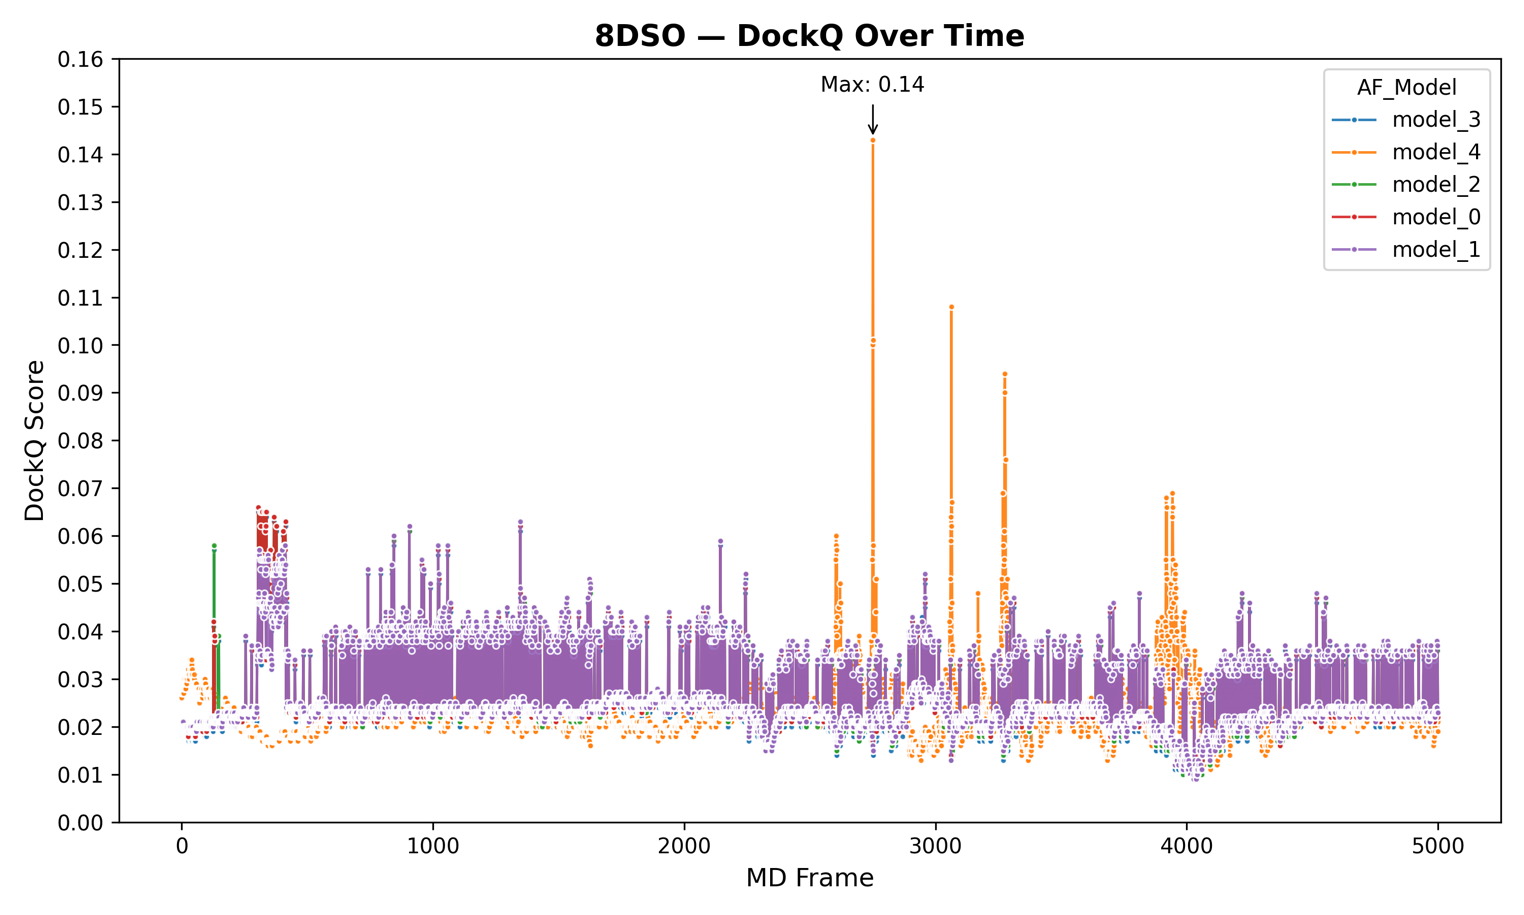 8DSO — DockQ Over Time
Max: 0.14
AF_Model
model_3
model_4
model_2
model_0
model_1
DockQ Score
0.16
0.15
0.14
0.13
0.12
0.11
0.10
0.09
0.08
0.07
0.06
0.05
0.04
0.03
0.02
0.01
0.00
0 1000 2000 3000 4000 5000
MD Frame